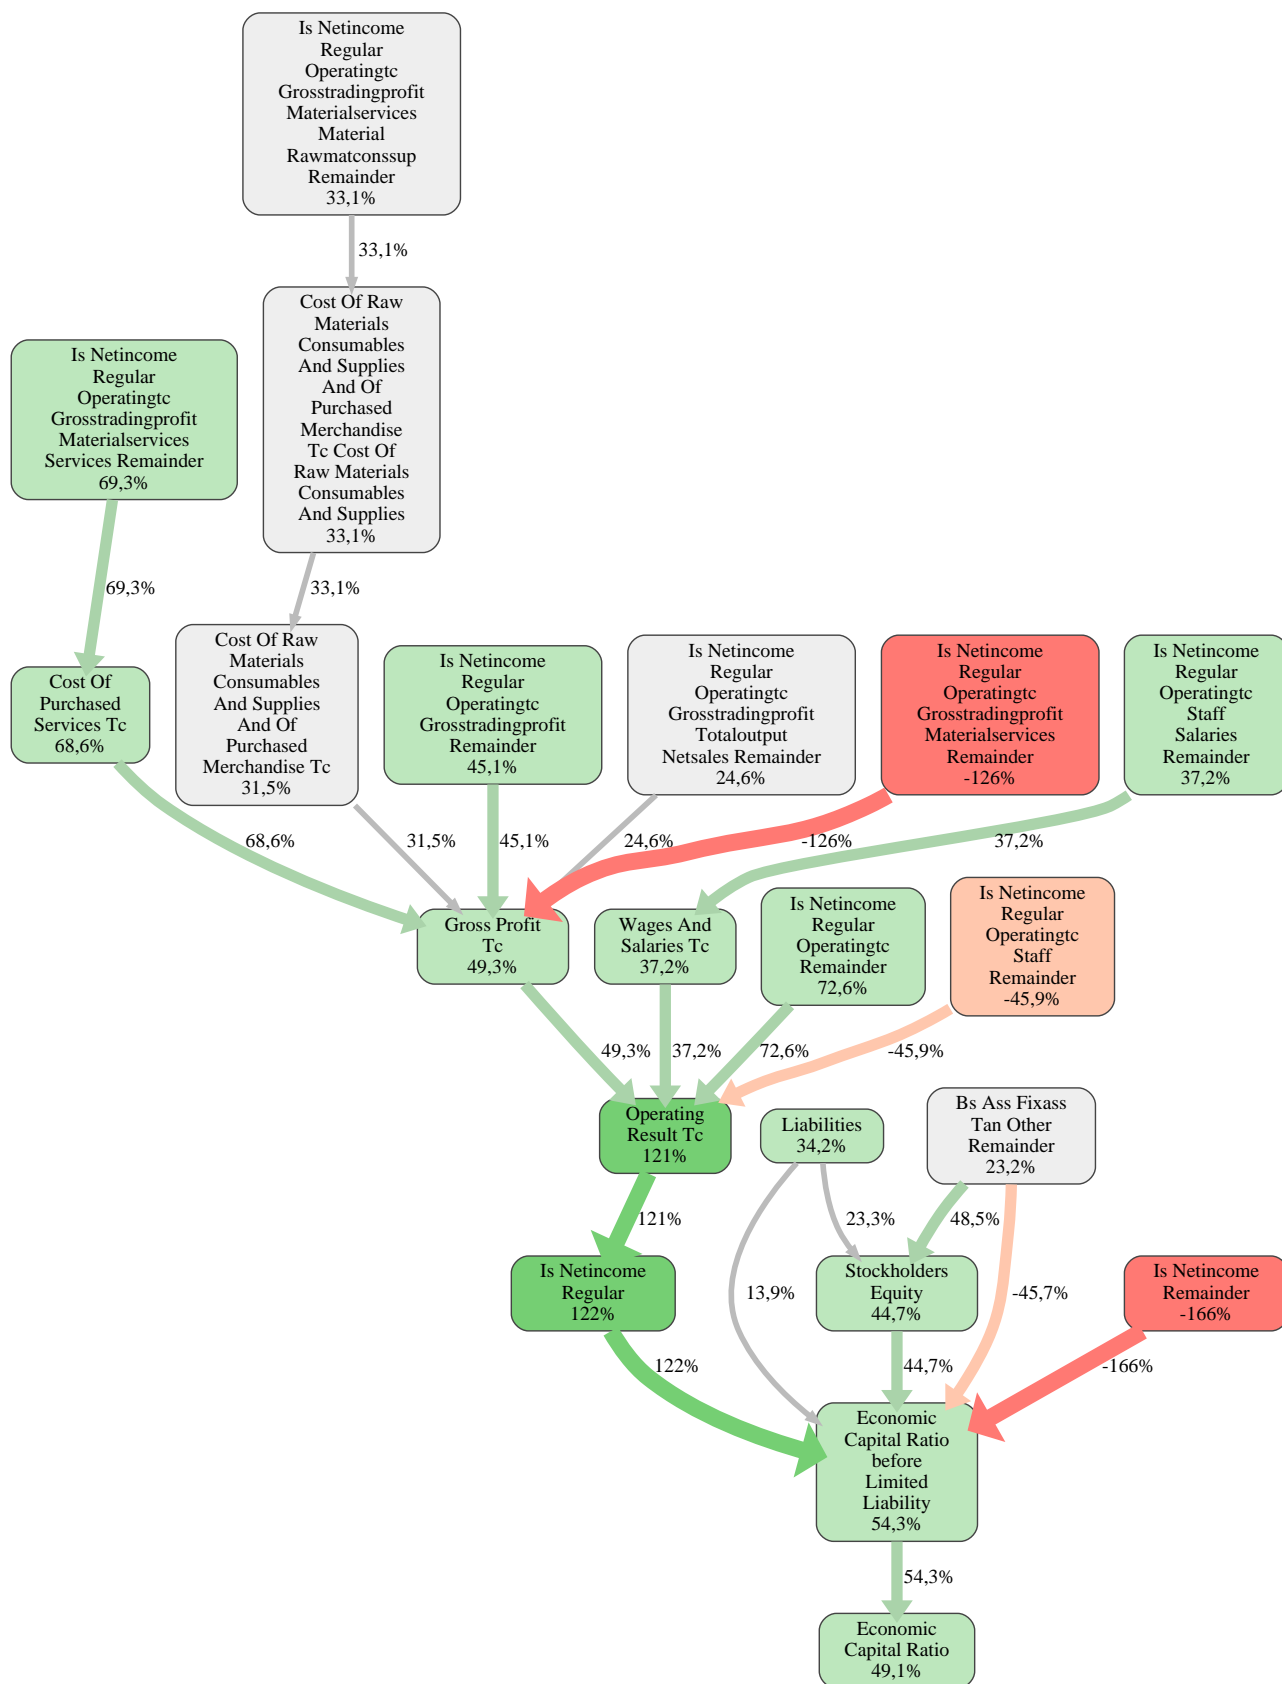 Is Netincome
Regular
Operatingtc
Grosstradingprofit
Materialservices
Material
Rawmatconssup
Remainder
33,1%
33,1%
Cost Of Raw
Materials
Consumables
And Supplies
And Of
Purchased
Merchandise
Tc Cost Of
Raw Materials
Consumables
And Supplies
33,1%
Is Netincome
Regular
Operatingtc
Grosstradingprofit
Materialservices
Services Remainder
69,3%
69,3%
33,1%
Cost Of
Purchased
Services Tc
68,6%
Cost Of Raw
Materials
Consumables
And Supplies
And Of
Purchased
Merchandise Tc
31,5%
Is Netincome
Regular
Operatingtc
Grosstradingprofit
Remainder
45,1%
Is Netincome
Regular
Operatingtc
Grosstradingprofit
Totaloutput
Netsales Remainder
24,6%
Is Netincome
Regular
Operatingtc
Grosstradingprofit
Materialservices
Remainder
-126%
Is Netincome
Regular
Operatingtc
Staff
Salaries
Remainder
37,2%
68,6%
31,5%
45,1%
24,6%
-126%
37,2%
Gross Profit
Tc
49,3%
Wages And
Salaries Tc
37,2%
Is Netincome
Regular
Operatingtc
Remainder
72,6%
Is Netincome
Regular
Operatingtc
Staff
Remainder
-45,9%
49,3%
37,2%
72,6%
-45,9%
Operating
Result Tc
121%
Liabilities
34,2%
Bs Ass Fixass
Tan Other
Remainder
23,2%
121%
23,3%
48,5%
Is Netincome
Regular
122%
13,9%
Stockholders
Equity
44,7%
-45,7%
Is Netincome
Remainder
-166%
122%
44,7%
-166%
Economic
Capital Ratio
before
Limited
Liability
54,3%
54,3%
Economic
Capital Ratio
49,1%